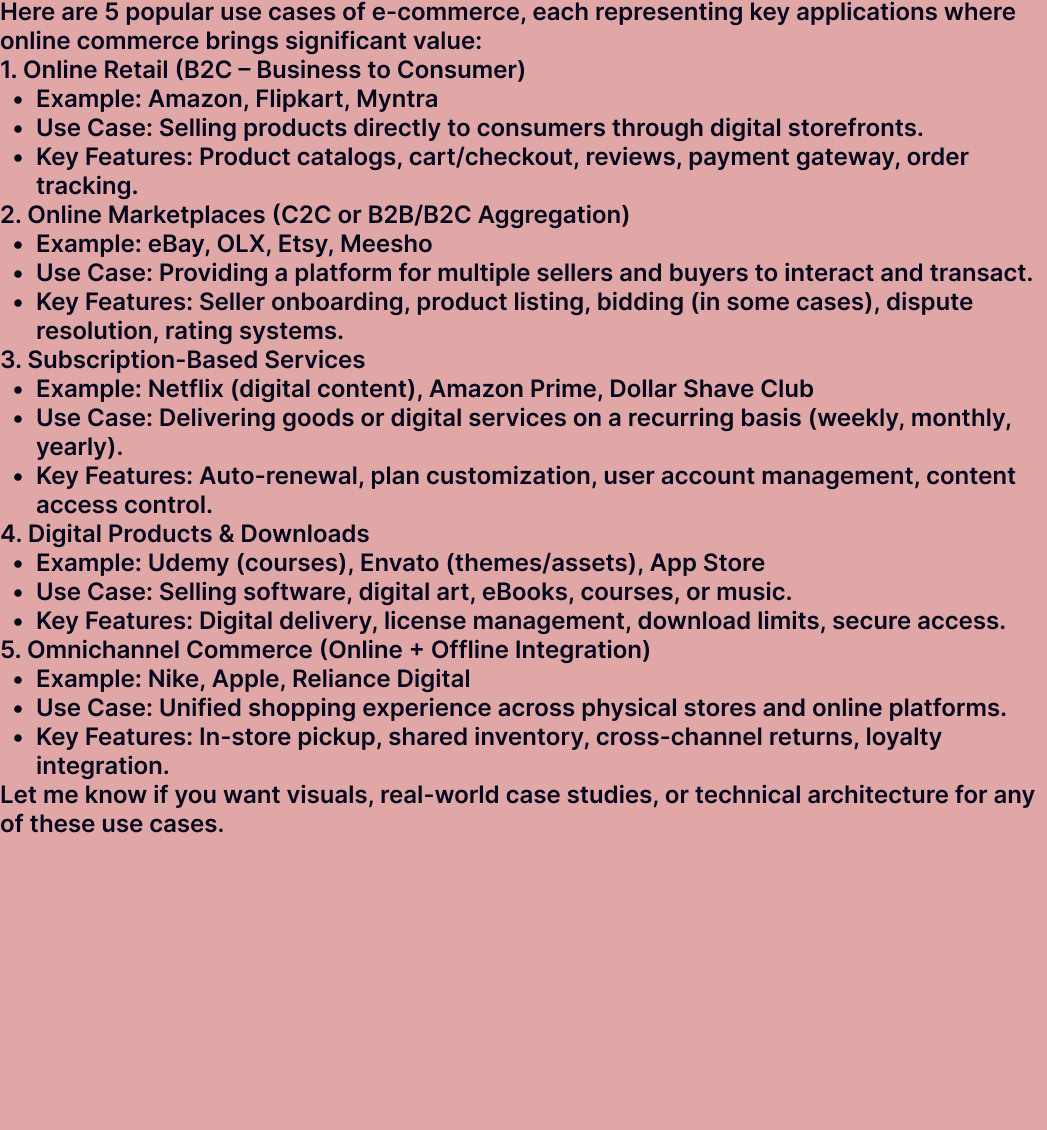 Here are 5 popular use cases of e-commerce, each representing key applications where
online commerce brings significant value:
1. Online Retail (B2C – Business to Consumer)
• Example: Amazon, Flipkart, Myntra
• Use Case: Selling products directly to consumers through digital storefronts.
• Key Features: Product catalogs, cart/checkout, reviews, payment gateway, order
tracking.
2. Online Marketplaces (C2C or B2B/B2C Aggregation)
• Example: eBay, OLX, Etsy, Meesho
• Use Case: Providing a platform for multiple sellers and buyers to interact and transact.
• Key Features: Seller onboarding, product listing, bidding (in some cases), dispute
resolution, rating systems.
3. Subscription-Based Services
• Example: Netflix (digital content), Amazon Prime, Dollar Shave Club
• Use Case: Delivering goods or digital services on a recurring basis (weekly, monthly,
yearly).
• Key Features: Auto-renewal, plan customization, user account management, content
access control.
4. Digital Products & Downloads
• Example: Udemy (courses), Envato (themes/assets), App Store
• Use Case: Selling software, digital art, eBooks, courses, or music.
• Key Features: Digital delivery, license management, download limits, secure access.
5. Omnichannel Commerce (Online + Offline Integration)
• Example: Nike, Apple, Reliance Digital
• Use Case: Unified shopping experience across physical stores and online platforms.
• Key Features: In-store pickup, shared inventory, cross-channel returns, loyalty
integration.
Let me know if you want visuals, real-world case studies, or technical architecture for any
of these use cases.